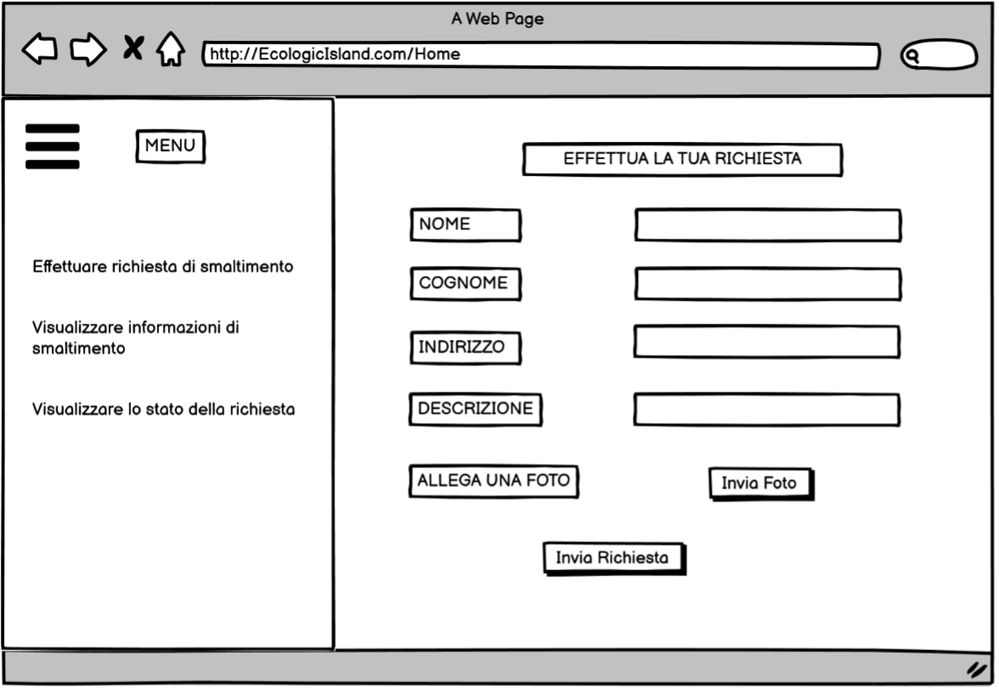 A Web Page
http://EcologicIsland.com/Home
MENU
Effettuare richiesta di smaltimento
Visualizzare informazioni di
smaltimento
Visualizzare lo stato della richiesta
EFFETTUA LA TUA RICHIESTA
NOME
COGNOME
INDIRIZZO
DESCRIZIONE
ALLEGA UNA FOTO
Invia Foto
Invia Richiesta